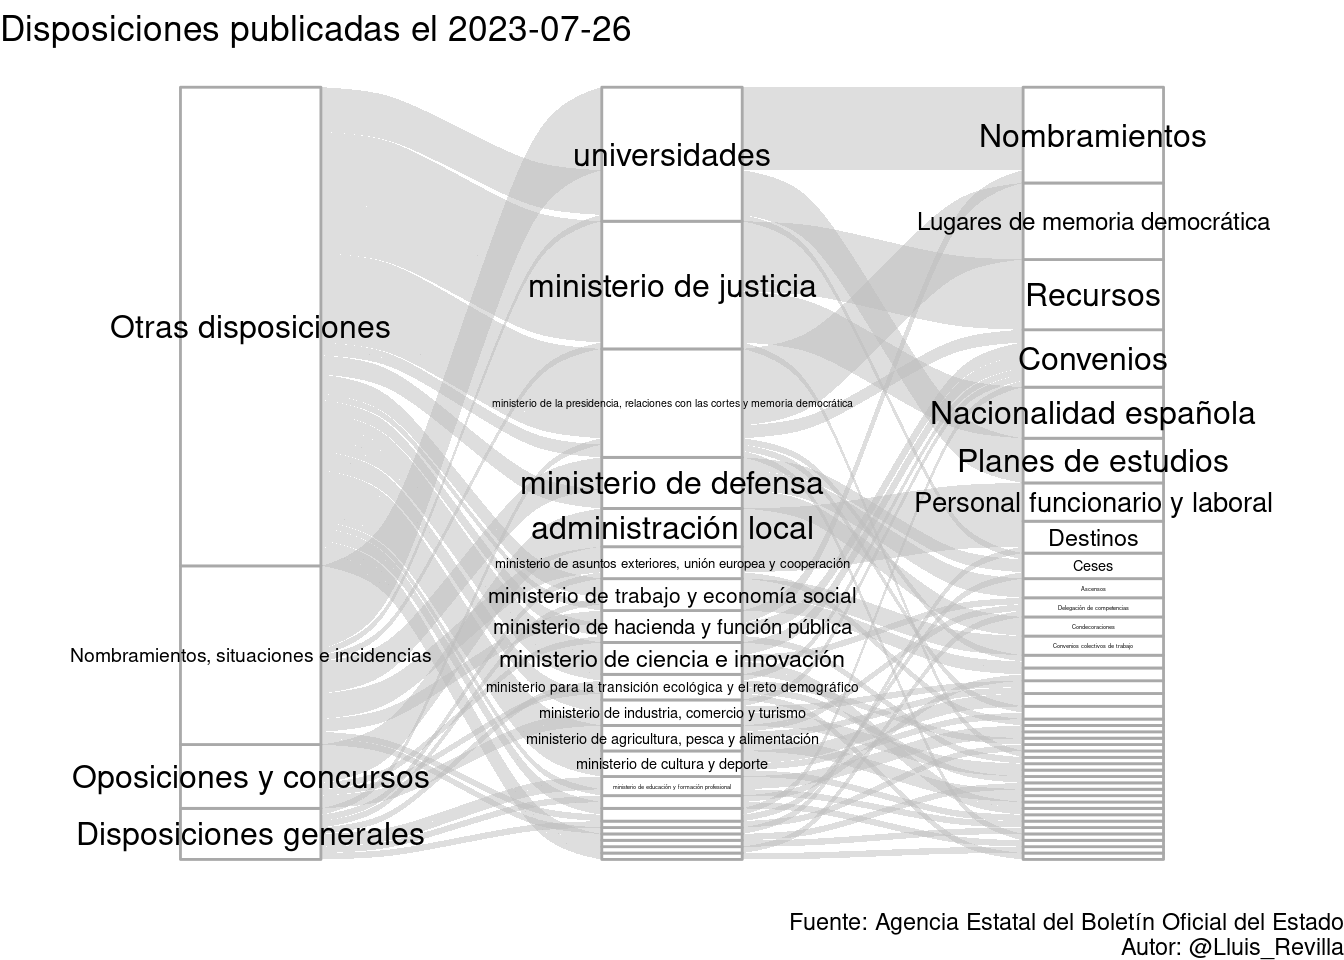 Disposiciones publicadas el 2023-07-26
Otras disposiciones
Nombramientos, situaciones e incidencias
Oposiciones y concursos
Disposiciones generales
universidades
ministerio de justicia
ministerio de la presidencia, relaciones con las cortes y memoria democrática
ministerio de defensa
administración local
ministerio de asuntos exteriores, unión europea y cooperación
ministerio de trabajo y economía social
ministerio de hacienda y función pública
ministerio de ciencia e innovación
ministerio para la transición ecológica y el reto demográfico
ministerio de industria, comercio y turismo
ministerio de agricultura, pesca y alimentación
ministerio de cultura y deporte
ministerio de educación y formación profesional
Nombramientos
Lugares de memoria democrática
Recursos
Convenios
Nacionalidad española
Planes de estudios
Personal funcionario y laboral
Destinos
Ceses
Ascensos
Delegación de competencias
Condecoraciones
Convenios colectivos de trabajo
Fuente: Agencia Estatal del Boletín Oficial del Estado
Autor: @Lluis_Revilla